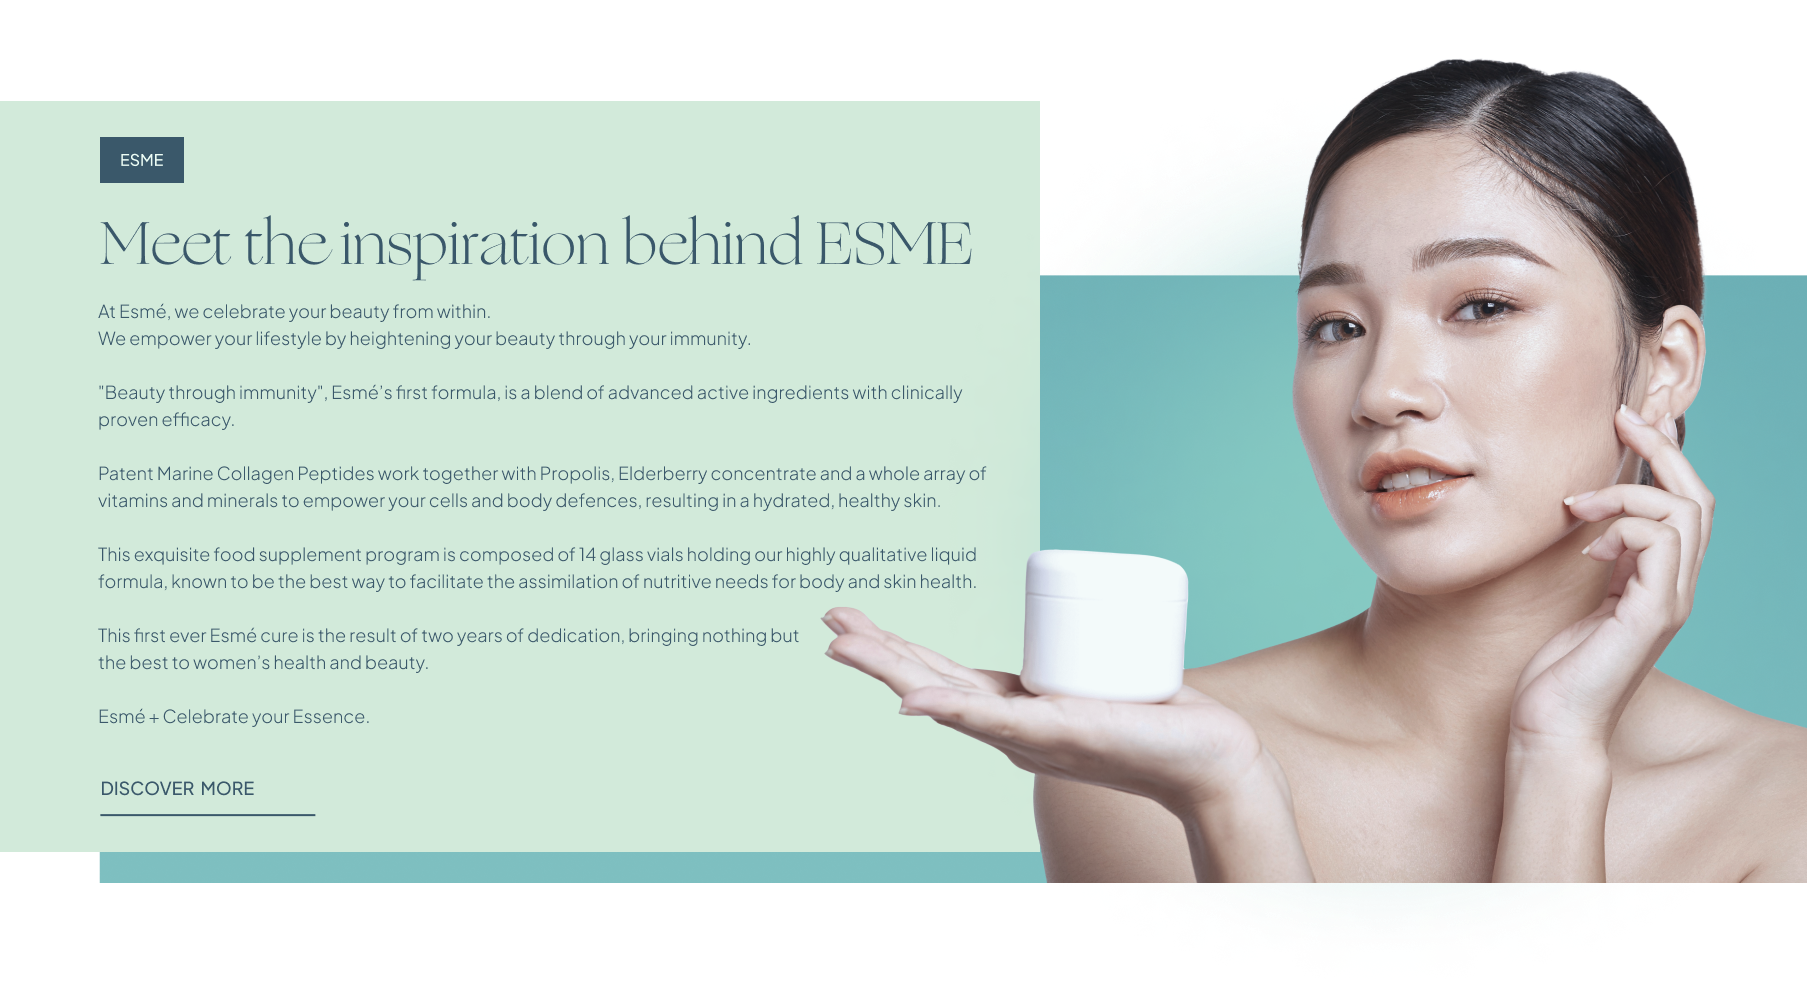 ESME
Meet the inspiration behind ESME
At Esmé, we celebrate your beauty from within.
We empower your lifestyle by heightening your beauty through your immunity.
"Beauty through immunity", Esmé’s first formula, is a blend of advanced active ingredients with clinically
proven efficacy.
Patent Marine Collagen Peptides work together with Propolis, Elderberry concentrate and a whole array of
vitamins and minerals to empower your cells and body defences, resulting in a hydrated, healthy skin.
This exquisite food supplement program is composed of 14 glass vials holding our highly qualitative liquid
formula, known to be the best way to facilitate the assimilation of nutritive needs for body and skin health.
This first ever Esmé cure is the result of two years of dedication, bringing nothing but
the best to women’s health and beauty.
Esmé + Celebrate your Essence.
DISCOVER MORE